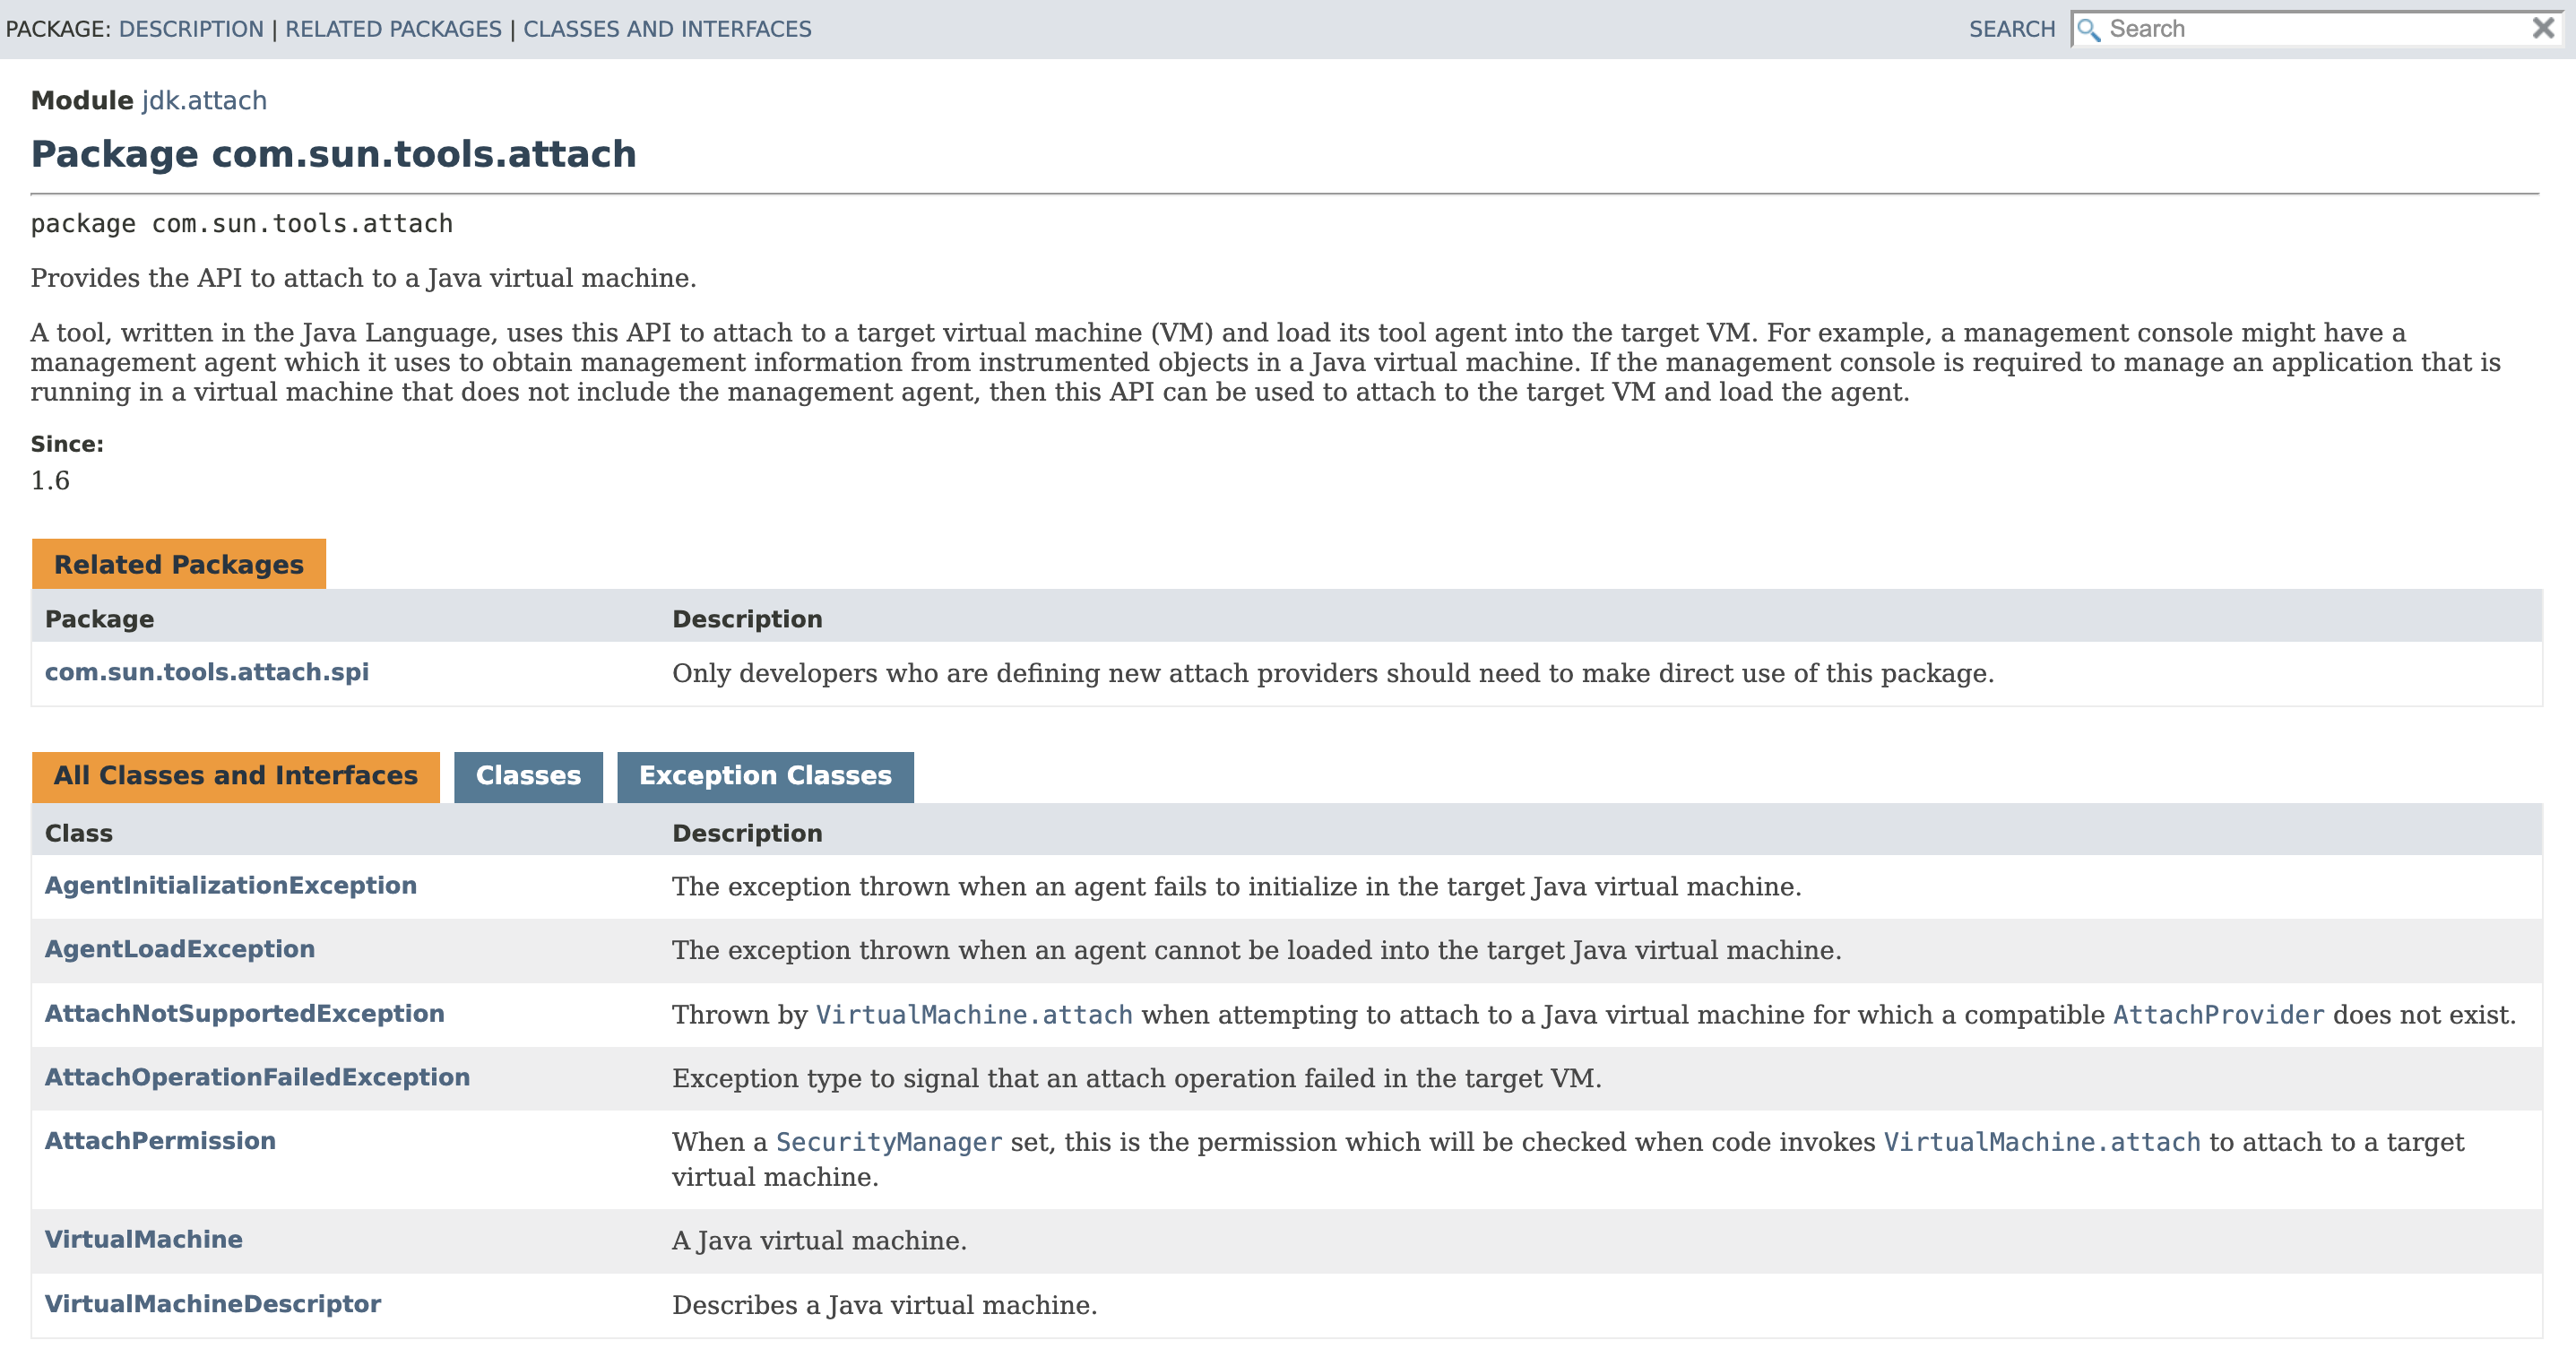 PACKAGE: DESCRIPTION | RELATED PACKAGES | CLASSES AND INTERFACES
SEARCH Search
Module jdk.attach
Package com.sun.tools.attach
package com.sun.tools.attach
Provides the API to attach to a Java virtual machine.
A tool, written in the Java Language, uses this API to attach to a target virtual machine (VM) and load its tool agent into the target VM. For example, a management console might have a
management agent which it uses to obtain management information from instrumented objects in a Java virtual machine. If the management console is required to manage an application that is
running in a virtual machine that does not include the management agent, then this API can be used to attach to the target VM and load the agent.
Since:
1.6
Related Packages
Package Description
com.sun.tools.attach.spi Only developers who are defining new attach providers should need to make direct use of this package.
All Classes and Interfaces Classes Exception Classes
Class Description
AgentInitializationException The exception thrown when an agent fails to initialize in the target Java virtual machine.
AgentLoadException The exception thrown when an agent cannot be loaded into the target Java virtual machine.
AttachNotSupportedException Thrown by VirtualMachine.attach when attempting to attach to a Java virtual machine for which a compatible AttachProvider does not exist.
AttachOperationFailedException Exception type to signal that an attach operation failed in the target VM.
AttachPermission When a SecurityManager set, this is the permission which will be checked when code invokes VirtualMachine.attach to attach to a target
virtual machine.
VirtualMachine A Java virtual machine.
VirtualMachineDescriptor Describes a Java virtual machine.